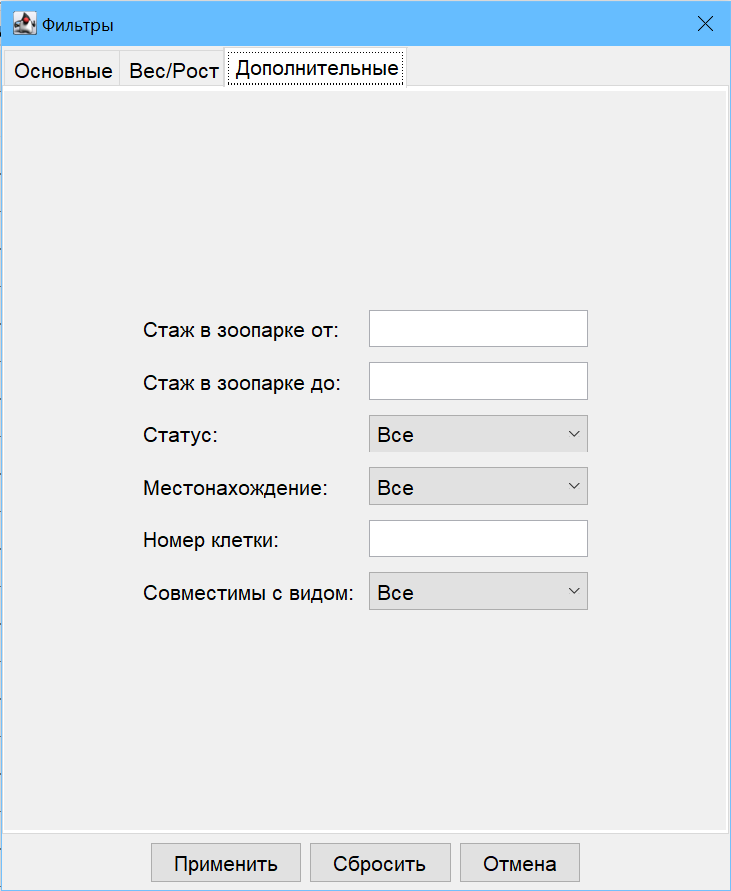 Фильтры
Основные Вес/Рост Дополнительные
Стаж в зоопарке от:
Стаж в зоопарке до:
Статус: Все
Местонахождение: Все
Номер клетки:
Совместимы с видом: Все
Применить Сбросить Отмена